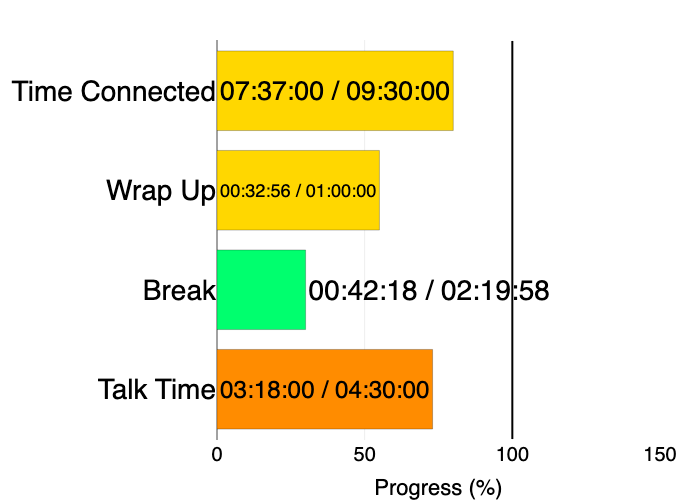 Time Connected 07:37:00 / 09:30:00
Wrap Up 00:32:56 / 01:00:00
Break 00:42:18 / 02:19:58
Talk Time 03:18:00 / 04:30:00
0 50 100 150
Progress (%)